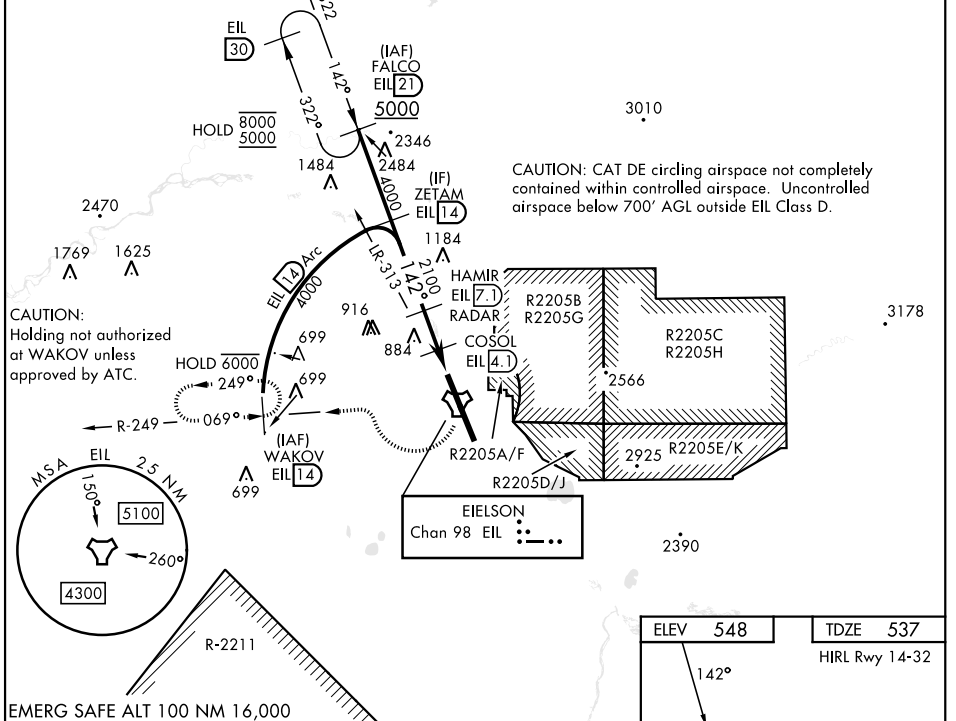 322
EIL
30
142°
322°
(IAF)
FALCO
EIL 21
5000
HOLD 8000
5000
2346
2484
1484
3010
CAUTION: CAT DE circling airspace not completely
contained within controlled airspace. Uncontrolled
airspace below 700' AGL outside EIL Class D.
4000
(IF)
ZETAM
EIL 14
2470
1769
1625
1184
LR-313
142°
2100
EIL 14 Arc
4000
HAMIR
EIL 7.1
RADAR
R2205B
R2205G
R2205C
R2205H
3178
CAUTION:
Holding not authorized
at WAKOV unless
approved by ATC.
916
699
884
COSOL
EIL 4.1
HOLD 6000
249°
699
2566
R-249
069°
(IAF)
WAKOV
EIL 14
R2205A/F
2925
R2205E/K
R2205D/J
699
MSA EIL 25 NM
150°
5100
260°
4300
EIELSON
Chan 98 EIL
2390
R-2211
ELEV 548
TDZE 537
HIRL Rwy 14-32
142°
EMERG SAFE ALT 100 NM 16,000